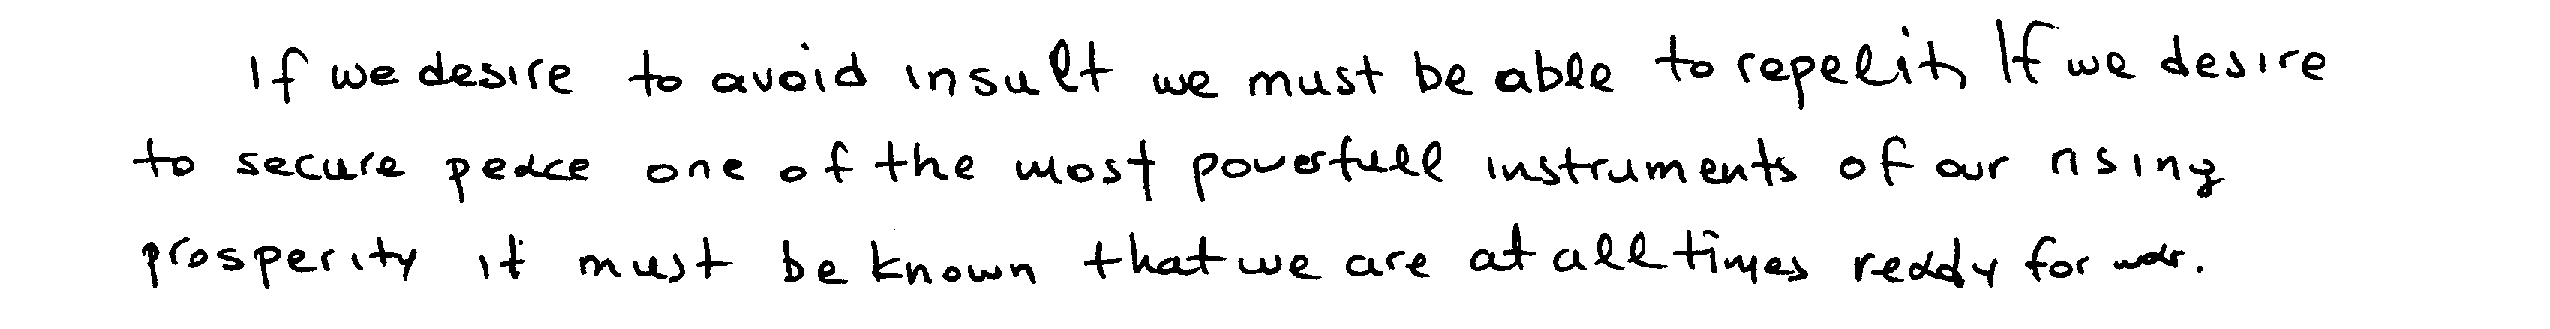 If we desire to avoid insult we must be able to repel it, If we desire
to secure peace one of the most powerfull instruments of our rising
prosperity it must be known that we are at all times ready for war.